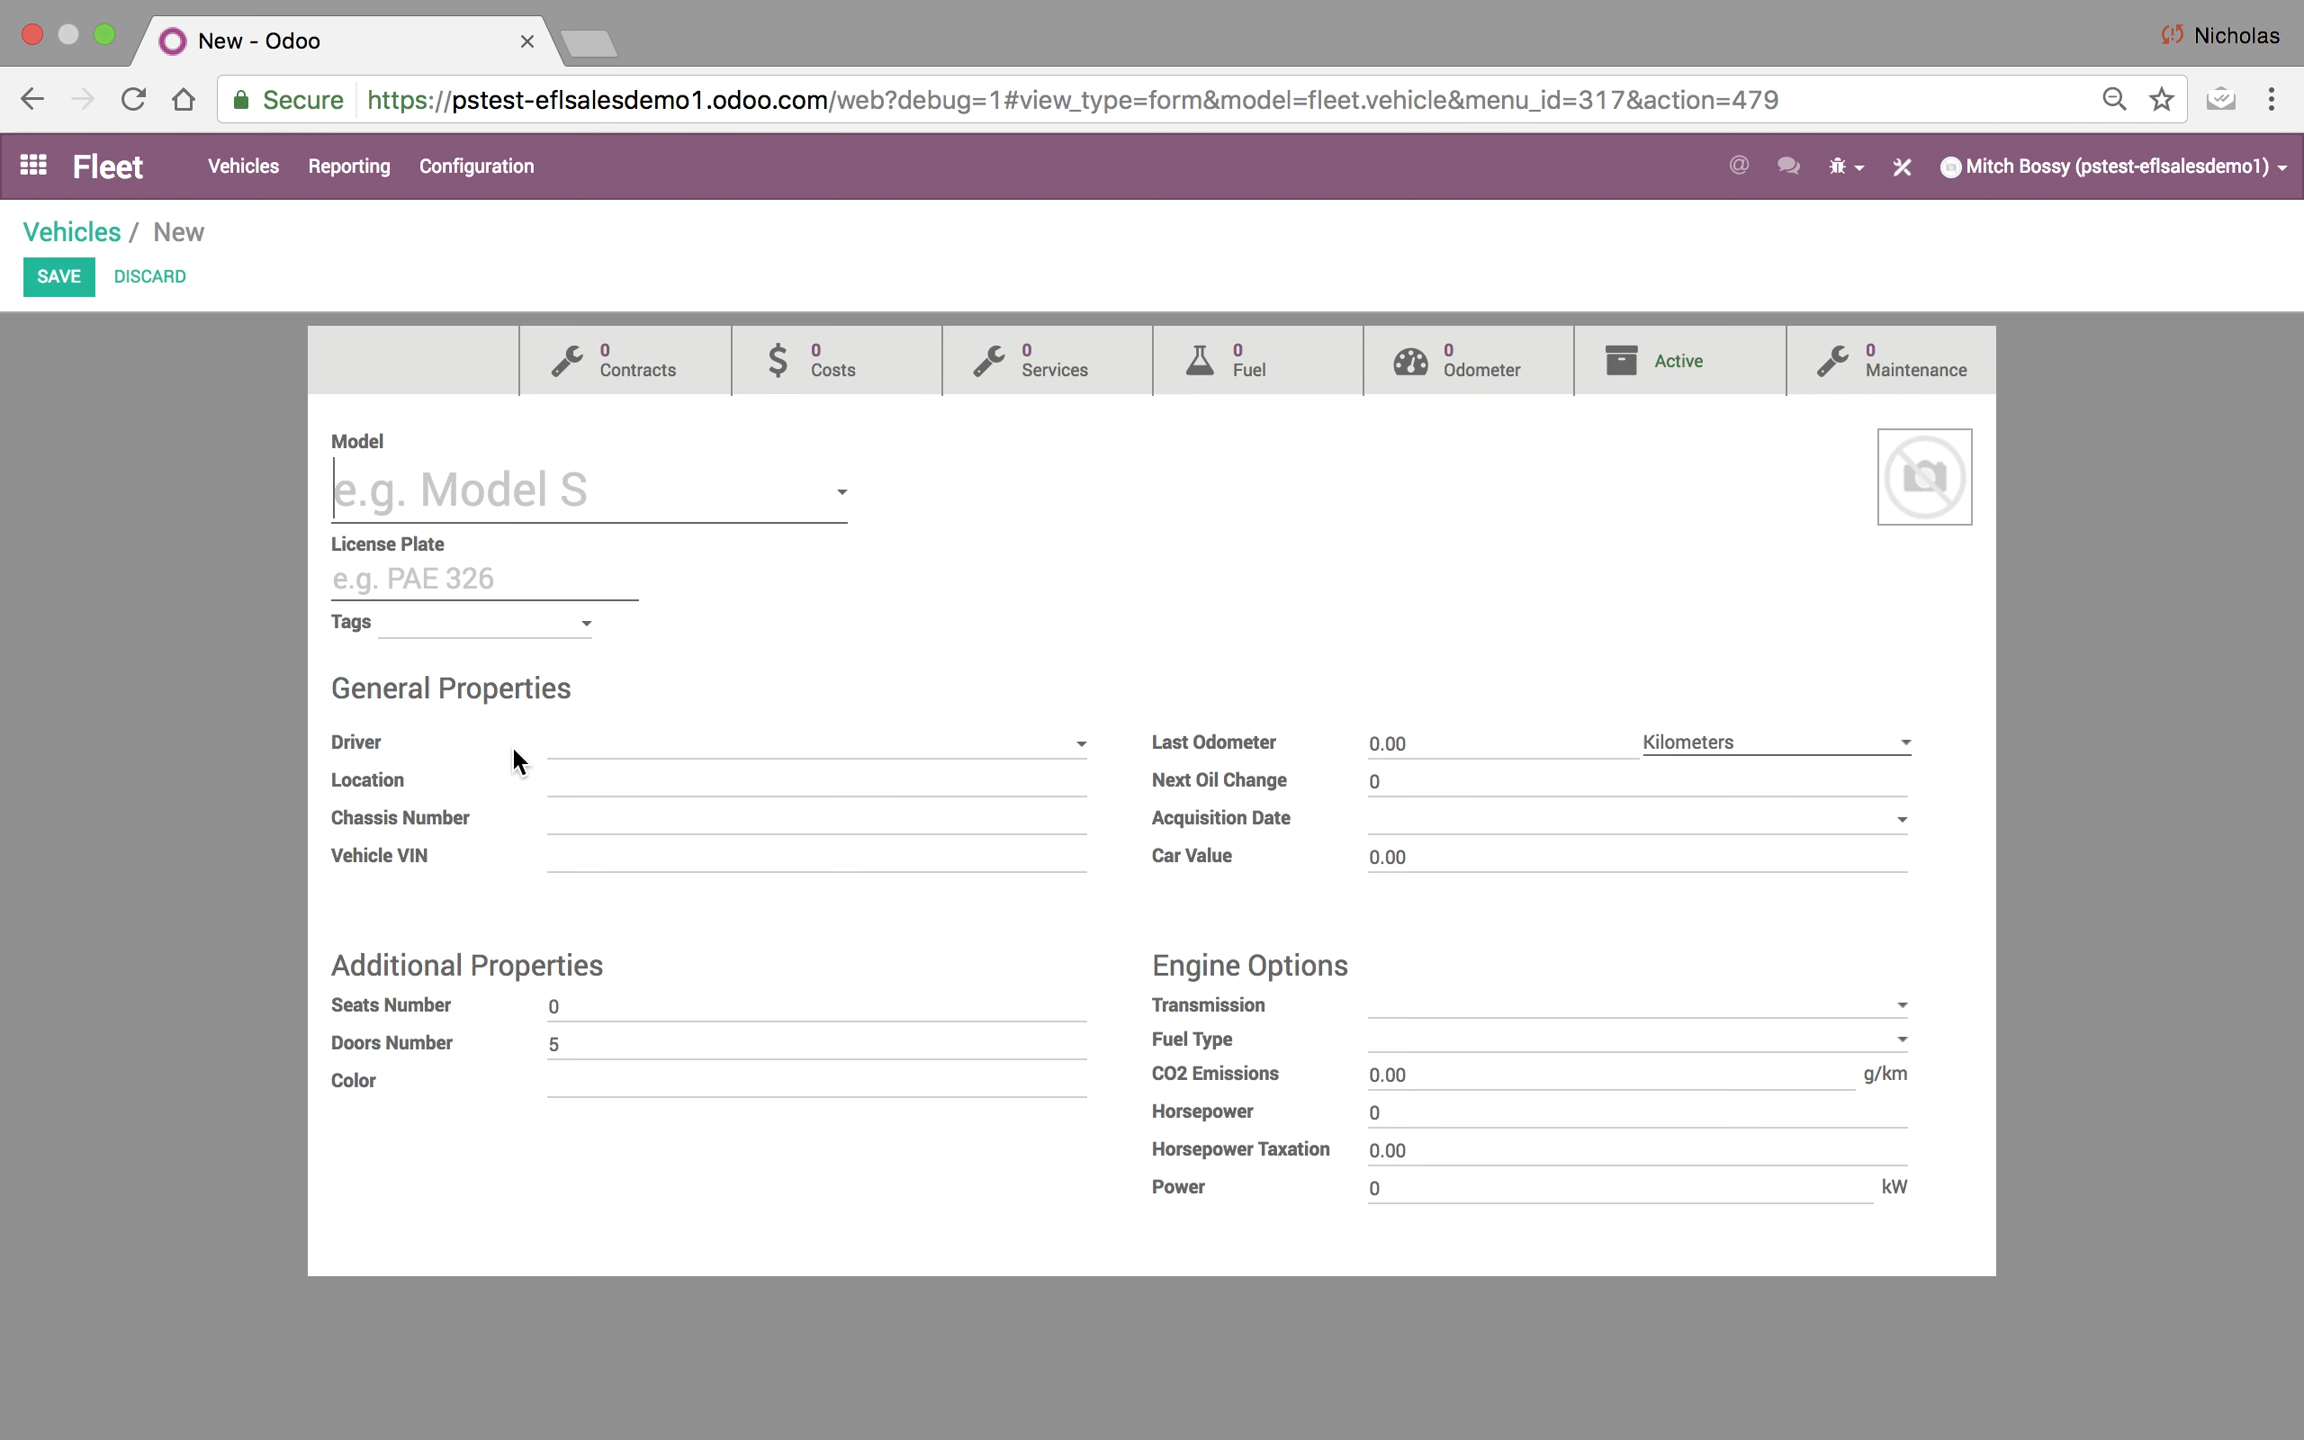 New - Odoo
Nicholas
Secure
https://pstest-eflsalesdemo1.odoo.com/web?debug=1#view_type=form&model=fleet.vehicle&menu_id=317&action=479
Fleet
Vehicles
Reporting
Configuration
@
Mitch Bossy (pstest-eflsalesdemo1)
Vehicles / New
SAVE
DISCARD
0
Contracts
$
0
Costs
0
Services
0
Fuel
0
Odometer
Active
0
Maintenance
Model
e.g. Model S
License Plate
e.g. PAE 326
Tags
General Properties
Driver
Location
Chassis Number
Vehicle VIN
Last Odometer 0.00 Kilometers
Next Oil Change 0
Acquisition Date
Car Value 0.00
Additional Properties
Seats Number 0
Doors Number 5
Color
Engine Options
Transmission
Fuel Type
CO2 Emissions 0.00 g/km
Horsepower 0
Horsepower Taxation 0.00
Power 0 kW